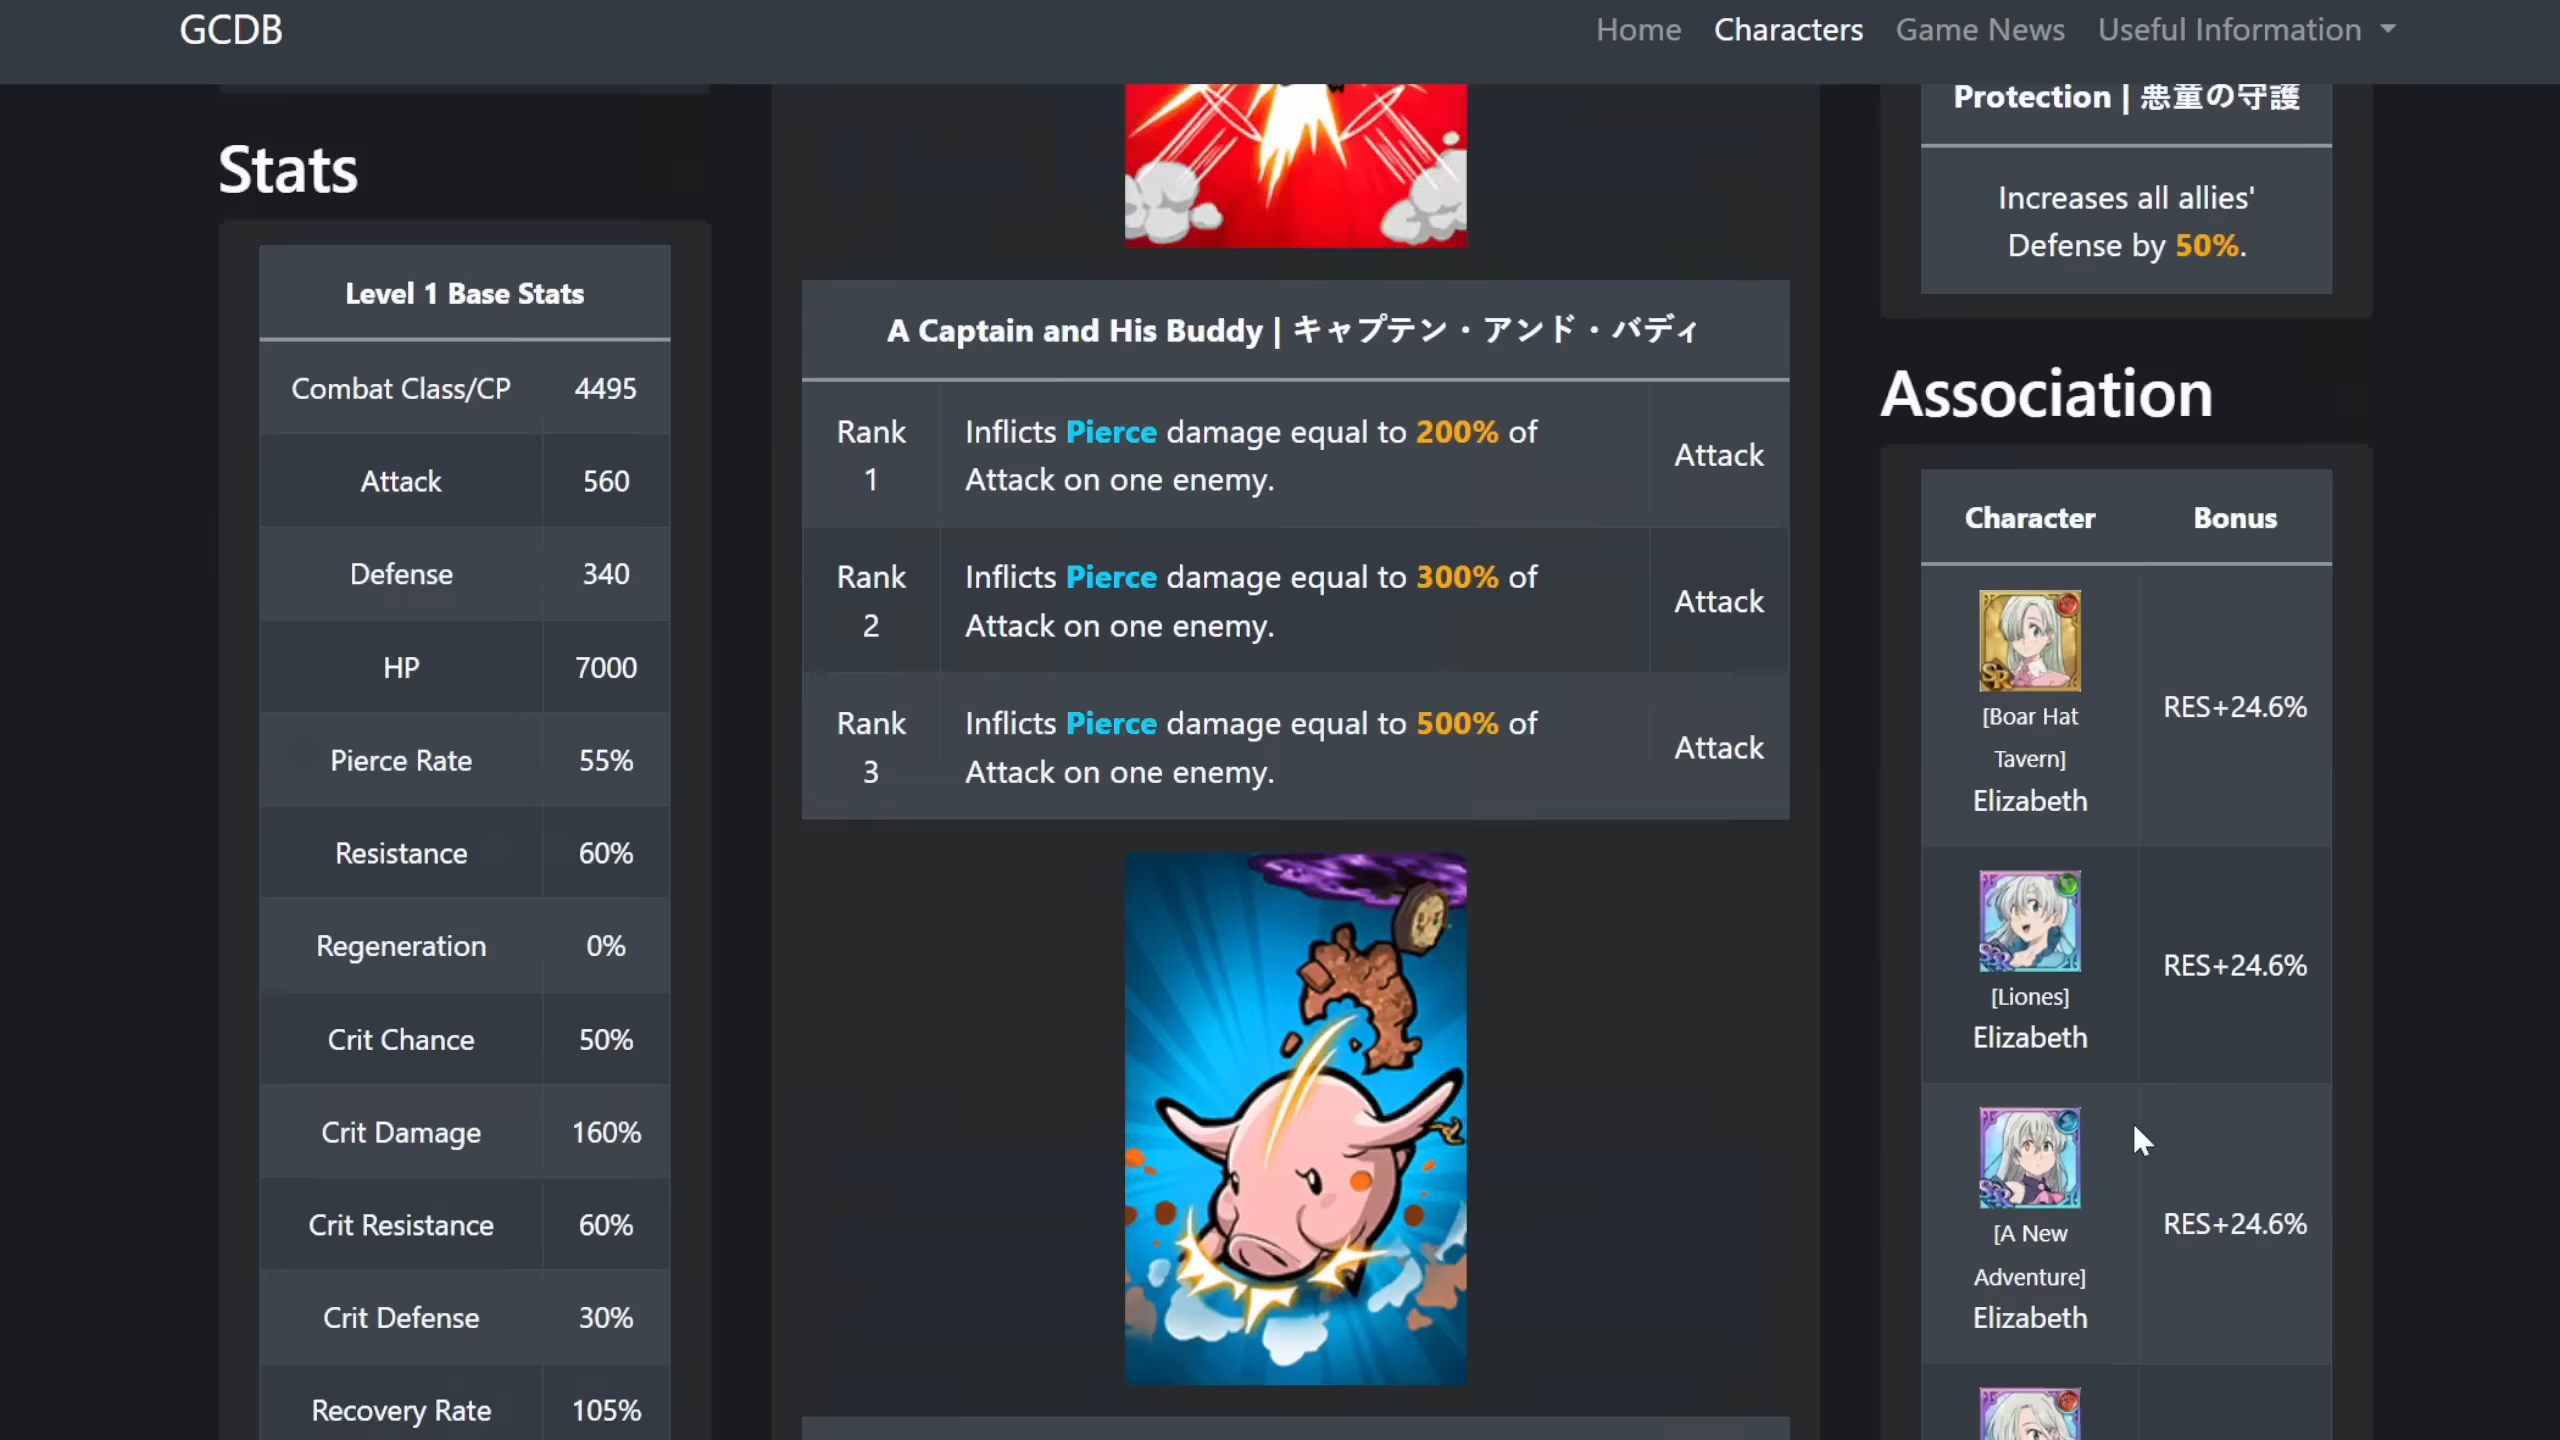 GCDB
Home Characters Game News Useful Information
Stats
Level 1 Base Stats
Combat Class/CP 4495
Attack 560
Defense 340
HP 7000
Pierce Rate 55%
Resistance 60%
Regeneration 0%
Crit Chance 50%
Crit Damage 160%
Crit Resistance 60%
Crit Defense 30%
Recovery Rate 105%
A Captain and His Buddy | キャプテン・アンド・バディ
Rank
1
Inflicts Pierce damage equal to 200% of
Attack on one enemy.
Attack
Rank
2
Inflicts Pierce damage equal to 300% of
Attack on one enemy.
Attack
Rank
3
Inflicts Pierce damage equal to 500% of
Attack on one enemy.
Attack
Protection | 悪童の守護
Increases all allies'
Defense by 50%.
Association
Character Bonus
SR
[Boar Hat
Tavern]
Elizabeth
RES+24.6%
SR
[Liones]
Elizabeth
RES+24.6%
SR
[A New
Adventure]
Elizabeth
RES+24.6%